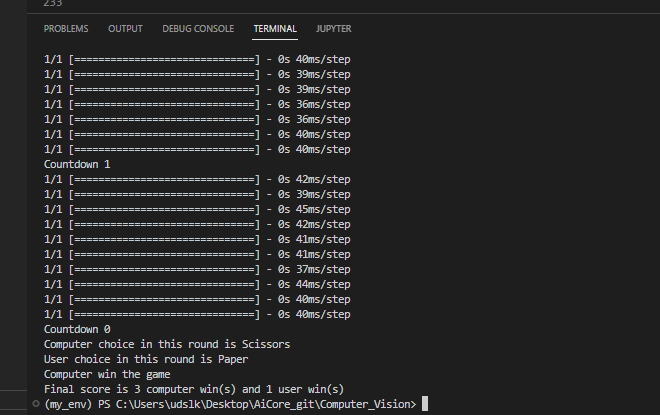 233
PROBLEMS OUTPUT DEBUG CONSOLE TERMINAL JUPYTER
1/1 [==============================] - 0s 40ms/step
1/1 [==============================] - 0s 39ms/step
1/1 [==============================] - 0s 39ms/step
1/1 [==============================] - 0s 36ms/step
1/1 [==============================] - 0s 36ms/step
1/1 [==============================] - 0s 40ms/step
1/1 [==============================] - 0s 40ms/step
Countdown 1
1/1 [==============================] - 0s 42ms/step
1/1 [==============================] - 0s 39ms/step
1/1 [==============================] - 0s 45ms/step
1/1 [==============================] - 0s 42ms/step
1/1 [==============================] - 0s 41ms/step
1/1 [==============================] - 0s 41ms/step
1/1 [==============================] - 0s 37ms/step
1/1 [==============================] - 0s 44ms/step
1/1 [==============================] - 0s 40ms/step
1/1 [==============================] - 0s 40ms/step
Countdown 0
Computer choice in this round is Scissors
User choice in this round is Paper
Computer win the game
Final score is 3 computer win(s) and 1 user win(s)
(my_env) PS C:\Users\udslk\Desktop\AiCore_git\Computer_Vision>